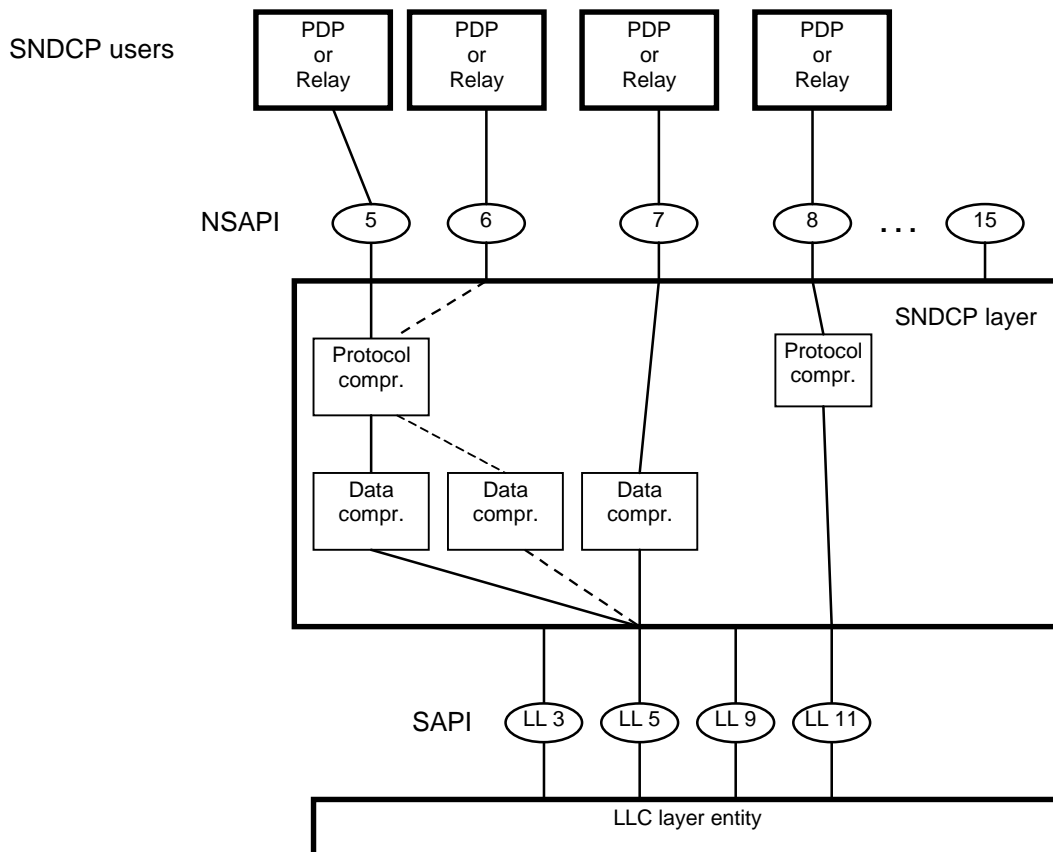 SNDCP users
PDP
or
Relay
PDP
or
Relay
PDP
or
Relay
PDP
or
Relay
NSAPI
5
6
7
8
...
15
SNDCP layer
Protocol
compr.
Protocol
compr.
Data
compr.
Data
compr.
Data
compr.
SAPI
LL 3
LL 5
LL 9
LL 11
LLC layer entity